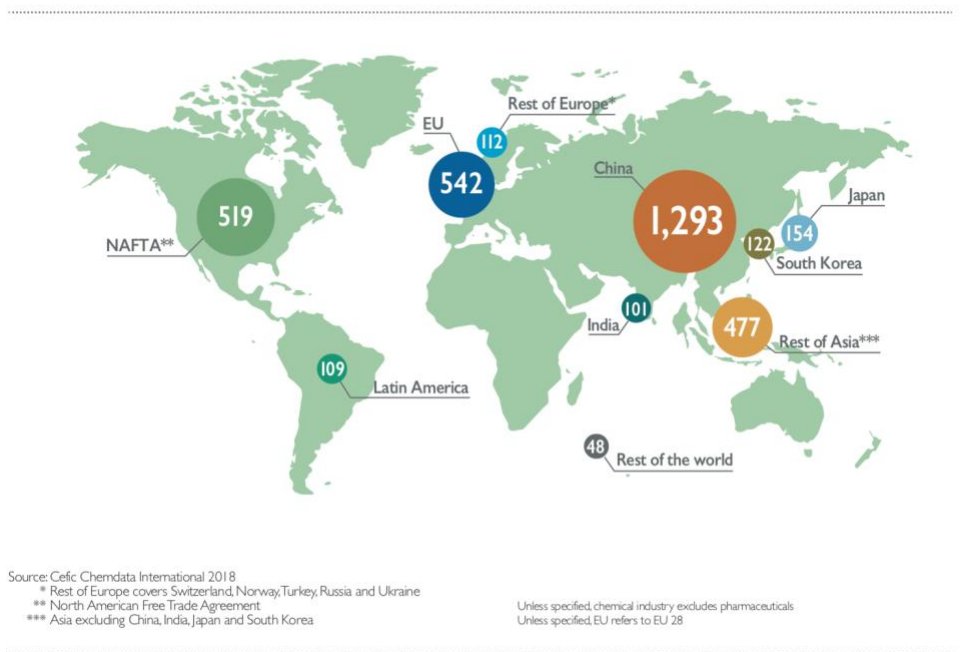 Rest of Europe*
EU
112
542
China
519
1,293
Japan
NAFTA**
154
122
South Korea
101
India
477
Rest of Asia***
109
Latin America
48
Rest of the world
Source: Cefic Chemdata International 2018
* Rest of Europe covers Switzerland, Norway, Turkey, Russia and Ukraine
** North American Free Trade Agreement
*** Asia excluding China, India, Japan and South Korea
Unless specified, chemical industry excludes pharmaceuticals
Unless specified, EU refers to EU 28